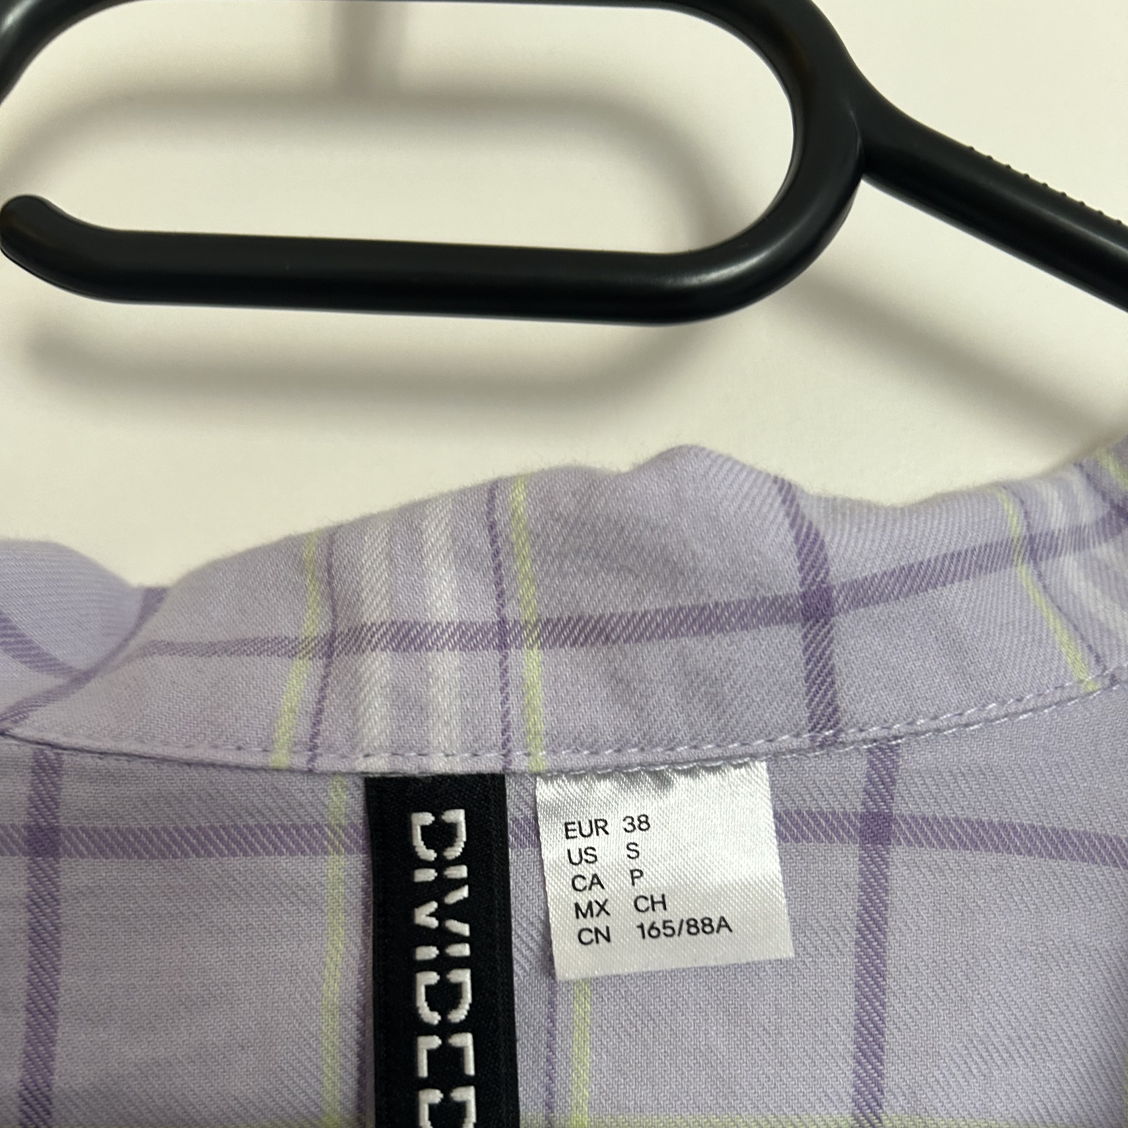 DIVIDED
EUR 38
US S
CA P
MX CH
CN 165/88A